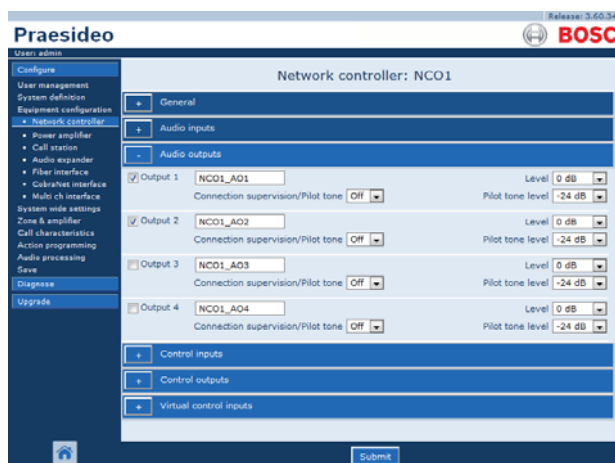 Release: 3.60.34
Praesideo
BOSCH
User: admin
Configure
User management
System definition
Equipment configuration
• Network controller
• Power amplifier
• Call station
• Audio expander
• Fiber interface
• CobraNet interface
• Multi ch interface
System wide settings
Zone & amplifier
Call characteristics
Action programming
Audio processing
Save
Diagnose
Upgrade
Network controller: NCO1
+ General
+ Audio inputs
- Audio outputs
Output 1 NCO1_AO1 Level 0 dB
Connection supervision/Pilot tone Off Pilot tone level -24 dB
Output 2 NCO1_AO2 Level 0 dB
Connection supervision/Pilot tone Off Pilot tone level -24 dB
Output 3 NCO1_AO3 Level 0 dB
Connection supervision/Pilot tone Off Pilot tone level -24 dB
Output 4 NCO1_AO4 Level 0 dB
Connection supervision/Pilot tone Off Pilot tone level -24 dB
+ Control inputs
+ Control outputs
+ Virtual control inputs
Submit